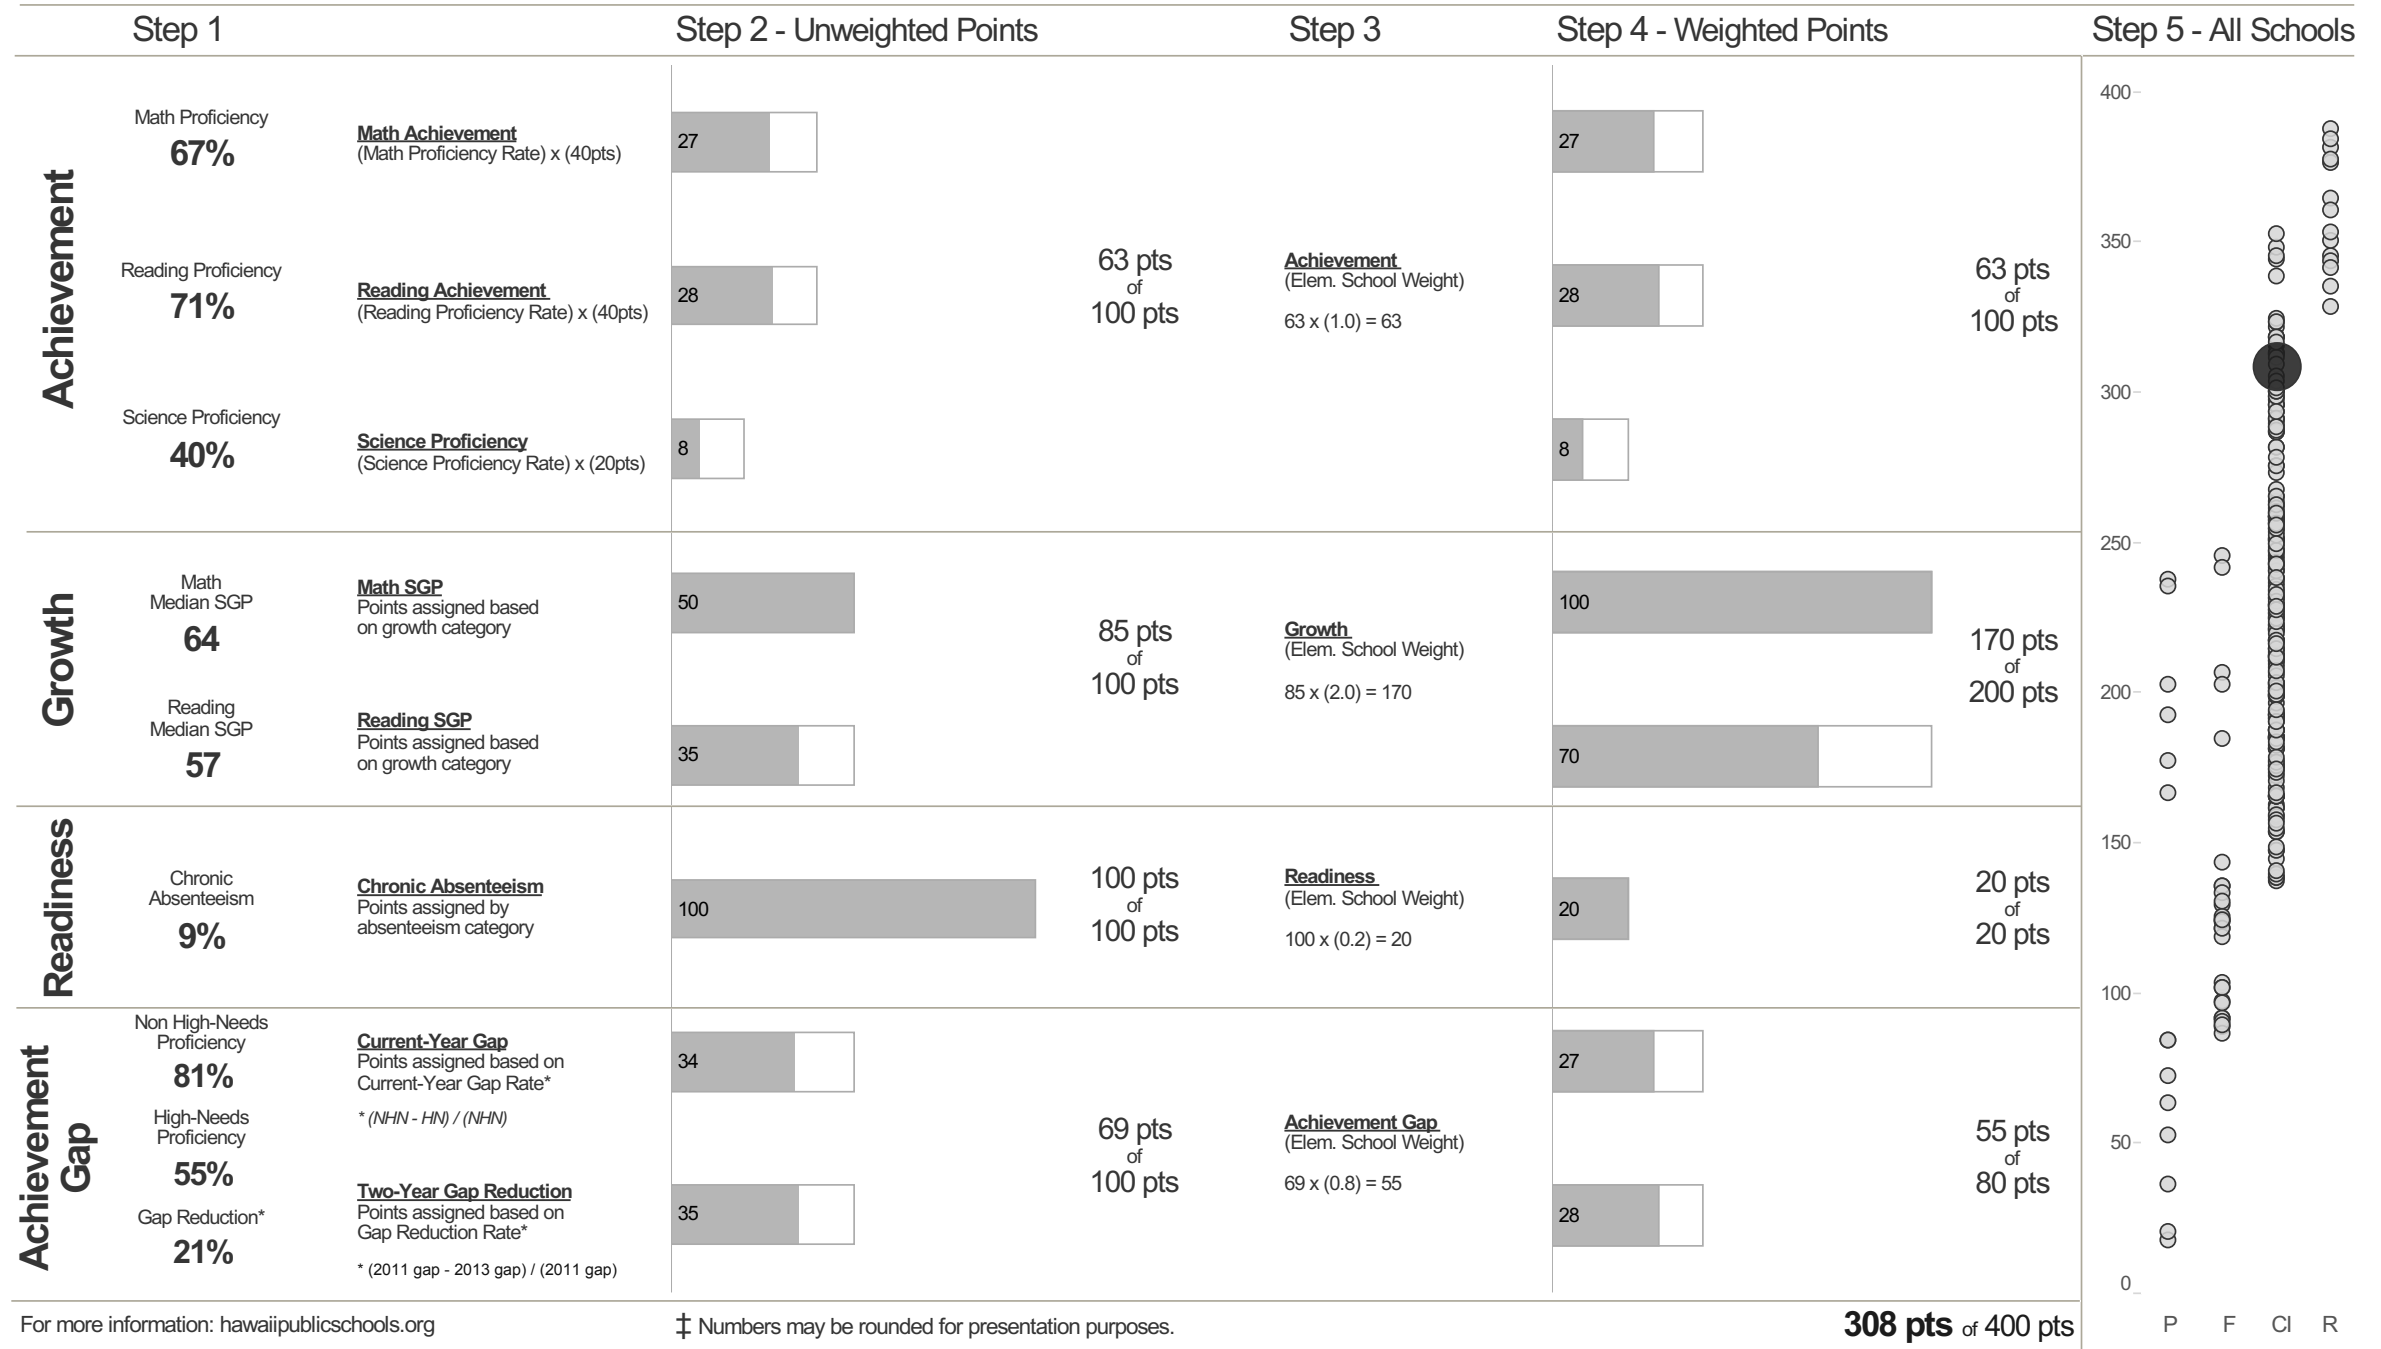 Step 1
Step 2 - Unweighted Points
Step 3
Step 4 - Weighted Points
Step 5 - All Schools
Achievement
Math Proficiency
67%
Math Achievement
(Math Proficiency Rate) x (40pts)
27
27
Reading Proficiency
71%
Reading Achievement
(Reading Proficiency Rate) x (40pts)
28
63 pts
of
100 pts
Achievement
(Elem. School Weight)
63 x (1.0) = 63
28
63 pts
of
100 pts
Science Proficiency
40%
Science Proficiency
(Science Proficiency Rate) x (20pts)
8
8
Growth
Math
Median SGP
64
Math SGP
Points assigned based
on growth category
50
85 pts
of
100 pts
Growth
(Elem. School Weight)
85 x (2.0) = 170
100
170 pts
of
200 pts
Reading
Median SGP
57
Reading SGP
Points assigned based
on growth category
35
70
Readiness
Chronic
Absenteeism
9%
Chronic Absenteeism
Points assigned by
absenteeism category
100
100 pts
of
100 pts
Readiness
(Elem. School Weight)
100 x (0.2) = 20
20
20 pts
of
20 pts
Achievement
Gap
Non High-Needs
Proficiency
81%
High-Needs
Proficiency
55%
Gap Reduction*
21%
Current-Year Gap
Points assigned based on
Current-Year Gap Rate*
* (NHN - HN) / (NHN)
Two-Year Gap Reduction
Points assigned based on
Gap Reduction Rate*
* (2011 gap - 2013 gap) / (2011 gap)
34
35
69 pts
of
100 pts
Achievement Gap
(Elem. School Weight)
69 x (0.8) = 55
27
28
55 pts
of
80 pts
400
350
300
250
200
150
100
50
0
P F CI R
For more information: hawaiipublicschools.org
‡ Numbers may be rounded for presentation purposes.
308 pts of 400 pts